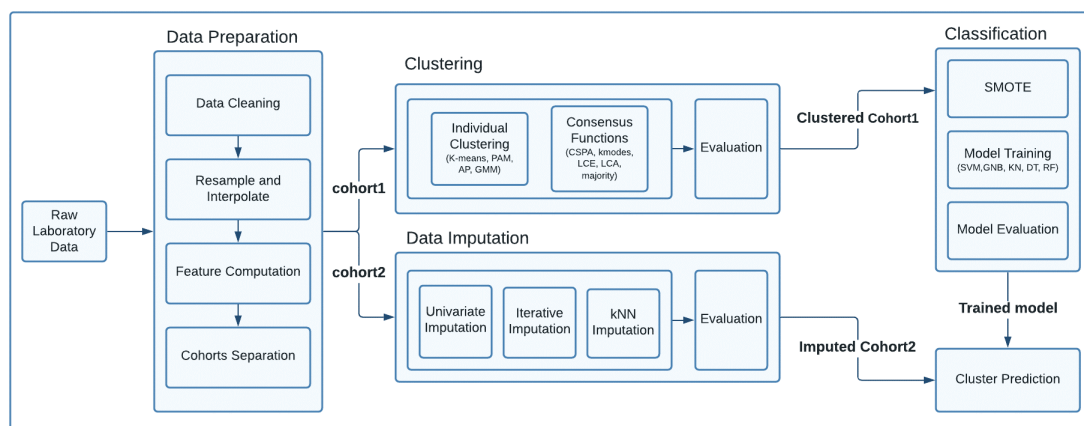 Data Preparation
Data Cleaning
Resample and
Interpolate
Feature Computation
Cohorts Separation
Raw
Laboratory
Data
cohort1
cohort2
Clustering
Individual
Clustering
(K-means, PAM,
AP, GMM)
Consensus
Functions
(CSPA, kmodes,
LCE, LCA,
majority)
Evaluation
Data Imputation
Univariate
Imputation
Iterative
Imputation
kNN
Imputation
Evaluation
Clustered Cohort1
Imputed Cohort2
Classification
SMOTE
Model Training
(SVM,GNB, KN, DT, RF)
Model Evaluation
Trained model
Cluster Prediction